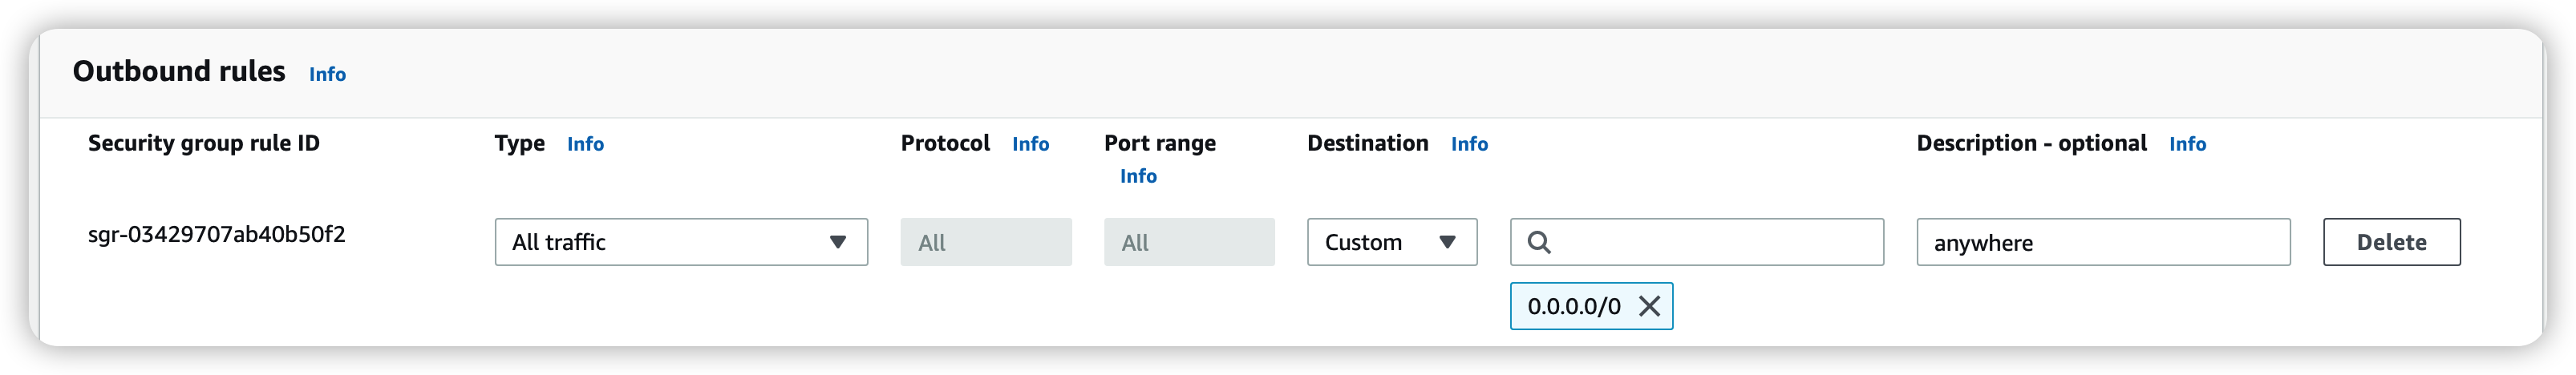 Outbound rules Info
Security group rule ID Type Info Protocol Info Port range Info Destination Info Description - optional Info
sgr-03429707ab40b50f2 All traffic All All Custom anywhere Delete
0.0.0.0/0